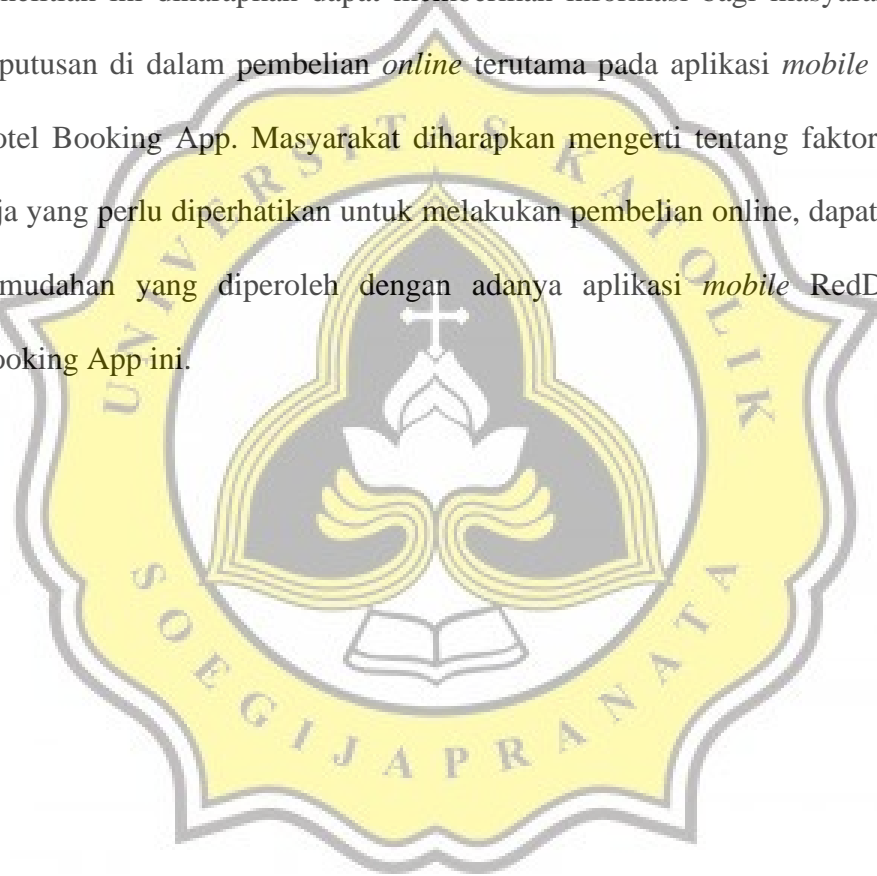 enelitian ini diharapkan dapat memberikan informasi bagi masyara
putusan di dalam pembelian online terutama pada aplikasi mobile
otel Booking App. Masyarakat diharapkan mengerti tentang faktor
ja yang perlu diperhatikan untuk melakukan pembelian online, dapat
mudahan yang diperoleh dengan adanya aplikasi mobile RedD
ooking App ini.
UNIVERSITAS KATOLIK
SOEGIJAPRANATA